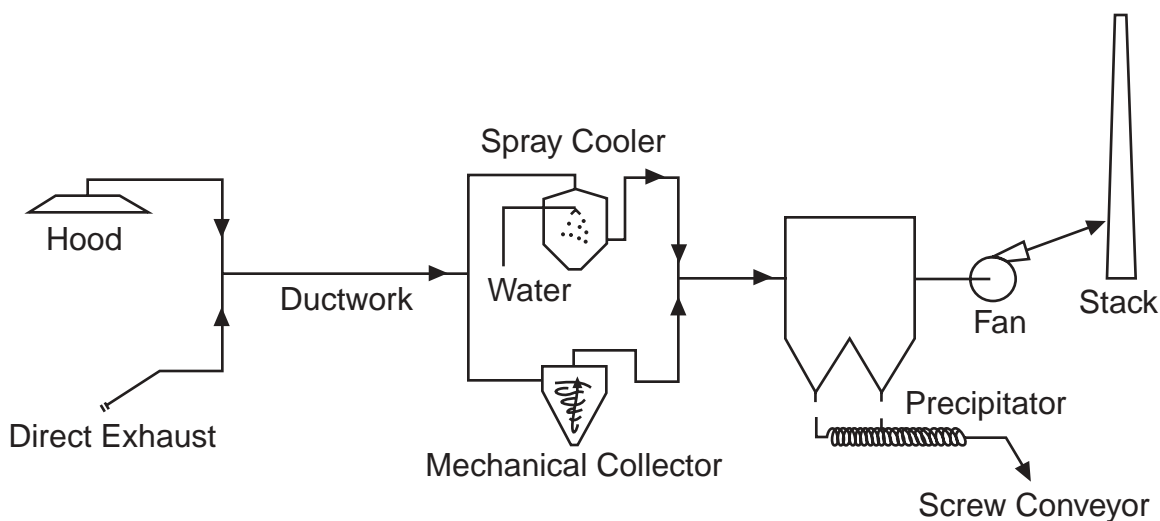 Spray Cooler
Hood
Ductwork
Water
Fan
Stack
Direct Exhaust
Precipitator
Mechanical Collector
Screw Conveyor